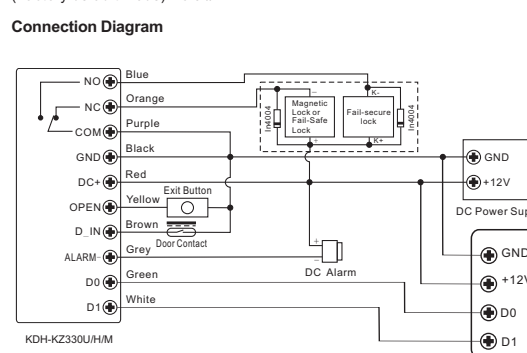 Connection Diagram
NO
Blue
NC
Orange
COM
Purple
GND
Black
DC+
Red
OPEN
Yellow
Exit Button
D_IN
Brown
Door Contact
ALARM-
Grey
D0
Green
D1
White
KDH-KZ330U/H/M
In4004
−
Magnetic
Lock or
Fail-Safe
Lock
+
K-
Fail-secure
lock
K+
In4004
+
−
DC Alarm
GND
+12V
DC Power Sup
GND
+12V
D0
D1